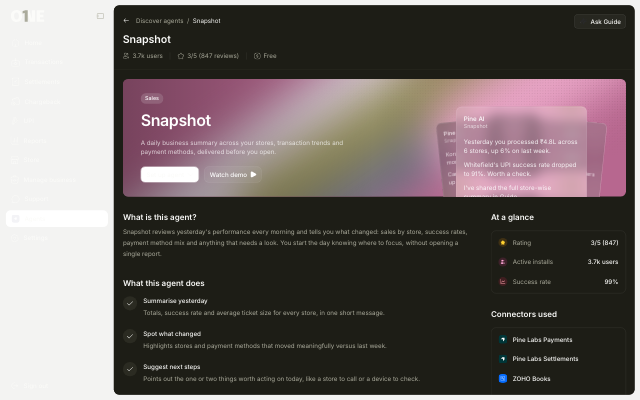 Discover agents / Snapshot
Ask Guide
Snapshot
3.7k users
3/5 (847 reviews)
Free
Sales
Snapshot
A daily business summary across your stores, transaction trends and
payment methods, delivered before you open.
Watch demo
Pine AI
Snapshot
Yesterday you processed ₹4.8L across
6 stores, up 6% on last week.
Whitefield's UPI success rate dropped
to 91%. Worth a check.
I've shared the full store-wise
What is this agent?
Snapshot reviews yesterday's performance every morning and tells you what changed: sales by store, success rates,
payment method mix and anything that needs a look. You start the day knowing where to focus, without opening a
single report.
What this agent does
Summarise yesterday
Totals, success rate and average ticket size for every store, in one short message.
Spot what changed
Highlights stores and payment methods that moved meaningfully versus last week.
Suggest next steps
Points out the one or two things worth acting on today, like a store to call or a device to check.
At a glance
Rating 3/5 (847)
Active installs 3.7k users
Success rate 99%
Connectors used
Pine Labs Payments
Pine Labs Settlements
ZOHO Books